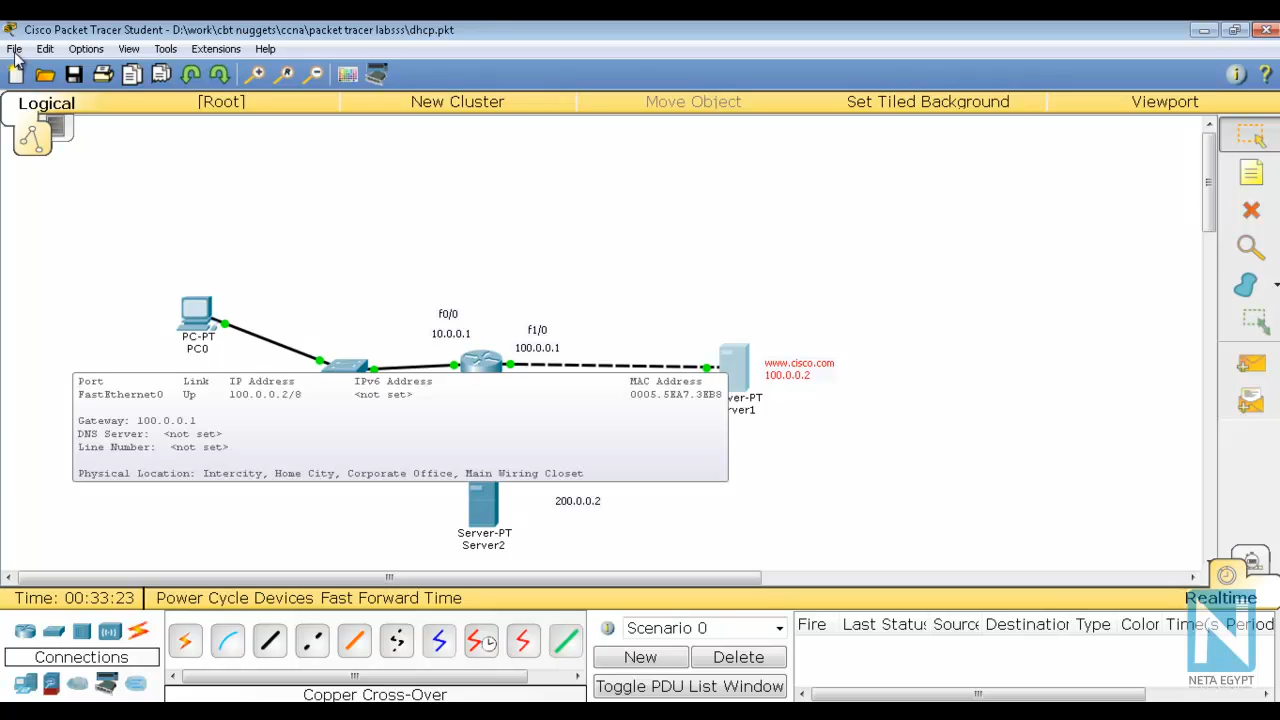 Cisco Packet Tracer Student - D:\work\cbt nuggets\ccna\packet tracer labsss\dhcp.pkt
File Edit Options View Tools Extensions Help
Logical [Root] New Cluster Move Object Set Tiled Background Viewport
PC-PT
PC0
f0/0
10.0.0.1
f1/0
100.0.0.1
www.cisco.com
100.0.0.2
Port Link IP Address IPv6 Address MAC Address
FastEthernet0 Up 100.0.0.2/8 <not set> 0005.5EA7.3EB8
Gateway: 100.0.0.1
DNS Server: <not set>
Line Number: <not set>
Physical Location: Intercity, Home City, Corporate Office, Main Wiring Closet
ver-PT
rver1
200.0.0.2
Server-PT
Server2
Time: 00:33:23 Power Cycle Devices Fast Forward Time Realtime
Connections
Copper Cross-Over
Scenario 0
New Delete
Toggle PDU List Window
Fire Last Status Source Destination Type Color Time(s Period
NETA EGYPT